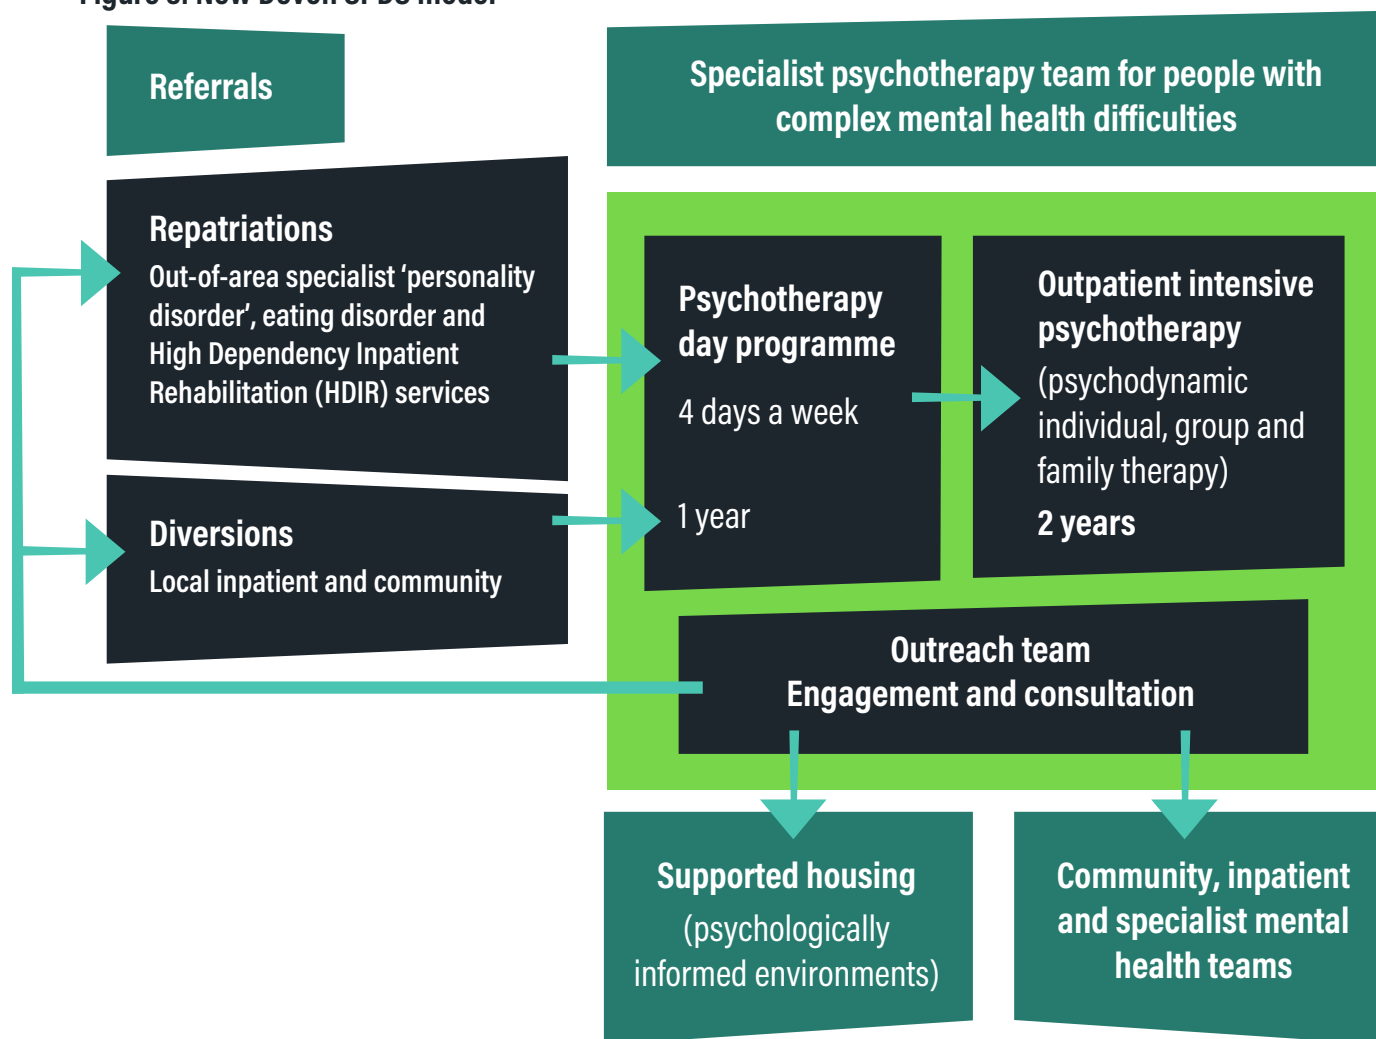 Referrals
Specialist psychotherapy team for people with
complex mental health difficulties
Repatriations
Out-of-area specialist ‘personality
disorder’, eating disorder and
High Dependency Inpatient
Rehabilitation (HDIR) services
Diversions
Local inpatient and community
Psychotherapy
day programme
4 days a week
1 year
Outpatient intensive
psychotherapy
(psychodynamic
individual, group and
family therapy)
2 years
Outreach team
Engagement and consultation
Supported housing
(psychologically
informed environments)
Community, inpatient
and specialist mental
health teams